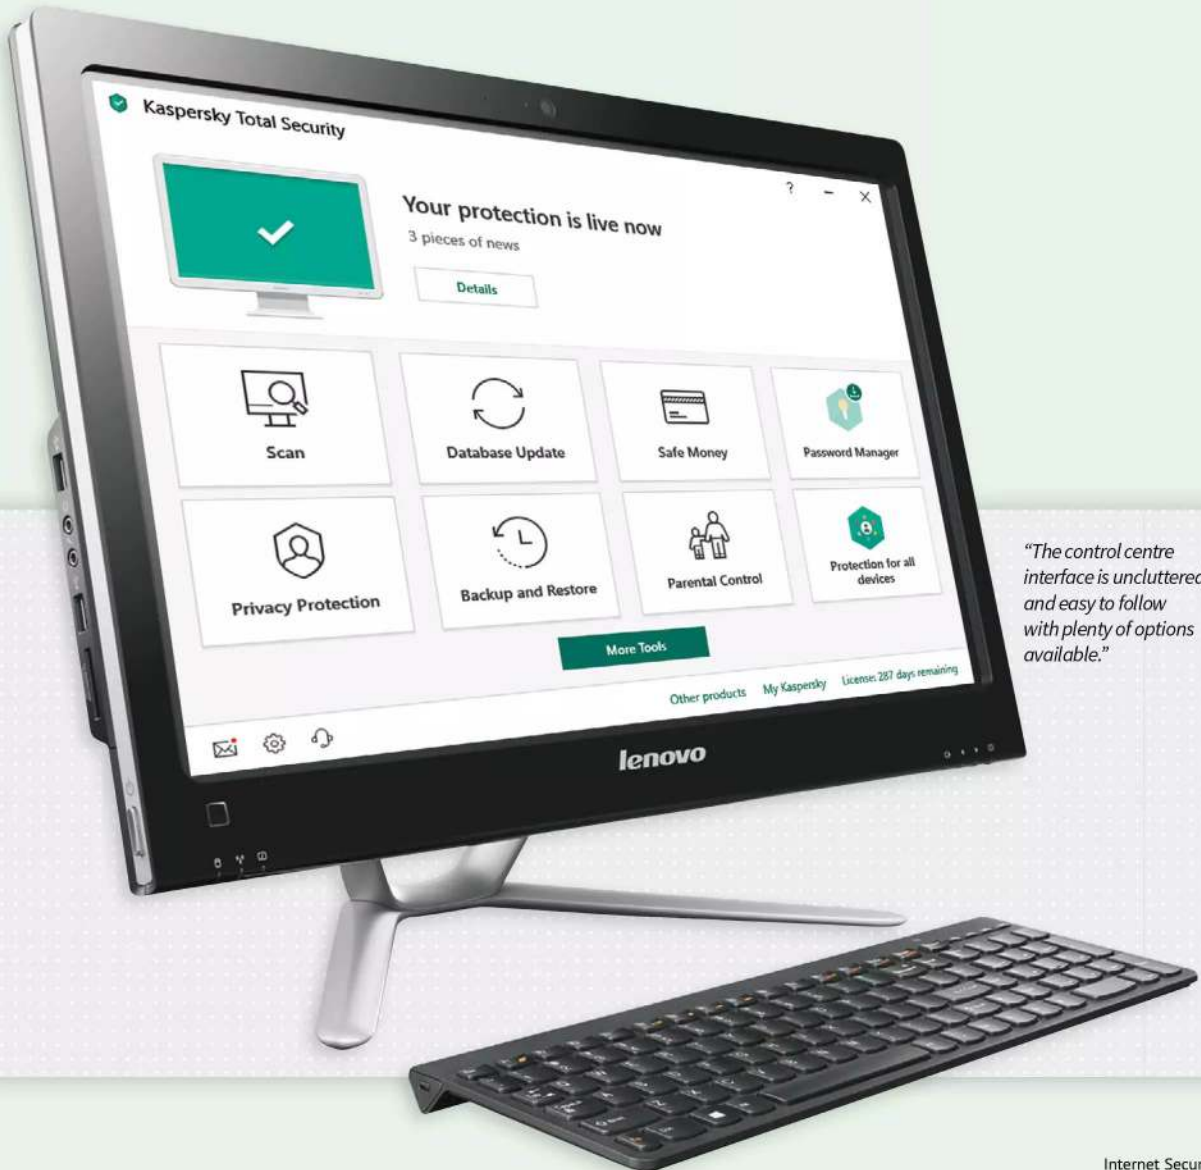 Kaspersky Total Security
?
Your protection is live now
3 pieces of news
Details
Scan
Database Update
Safe Money
Password Manager
Privacy Protection
Backup and Restore
Parental Control
Protection for all
devices
More Tools
Other products My Kaspersky License: 287 days remaining
lenovo
“The control centre
interface is uncluttered
and easy to follow
with plenty of options
available.”
Internet Secur